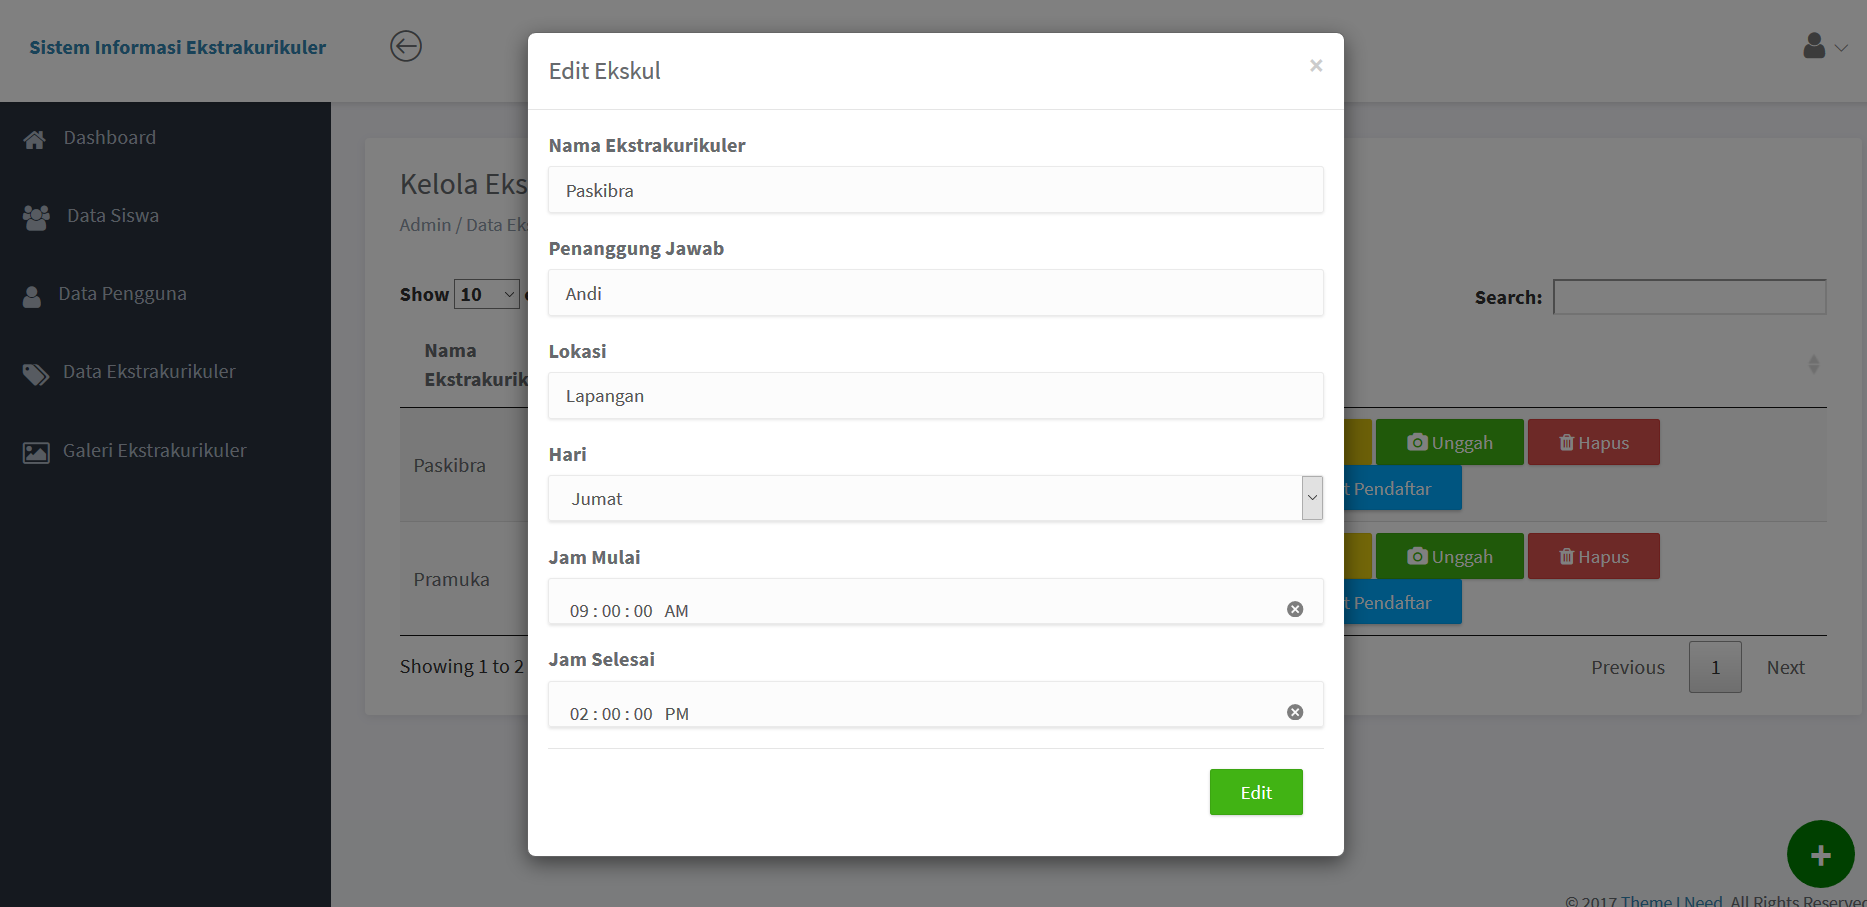 Sistem Informasi Ekstrakurikuler
Edit Ekskul
×
Dashboard
Data Siswa
Data Pengguna
Data Ekstrakurikuler
Galeri Ekstrakurikuler
Kelola Eks
Admin / Data Ek
Show 10
Search:
Nama
Ekstrakurik
Paskibra
Unggah
Hapus
t Pendaftar
Pramuka
Unggah
Hapus
t Pendaftar
Showing 1 to 2
Previous 1 Next
Nama Ekstrakurikuler
Paskibra
Penanggung Jawab
Andi
Lokasi
Lapangan
Hari
Jumat
Jam Mulai
09 : 00 : 00 AM
Jam Selesai
02 : 00 : 00 PM
Edit
+
© 2017 Theme I Need, All Rights Reserved